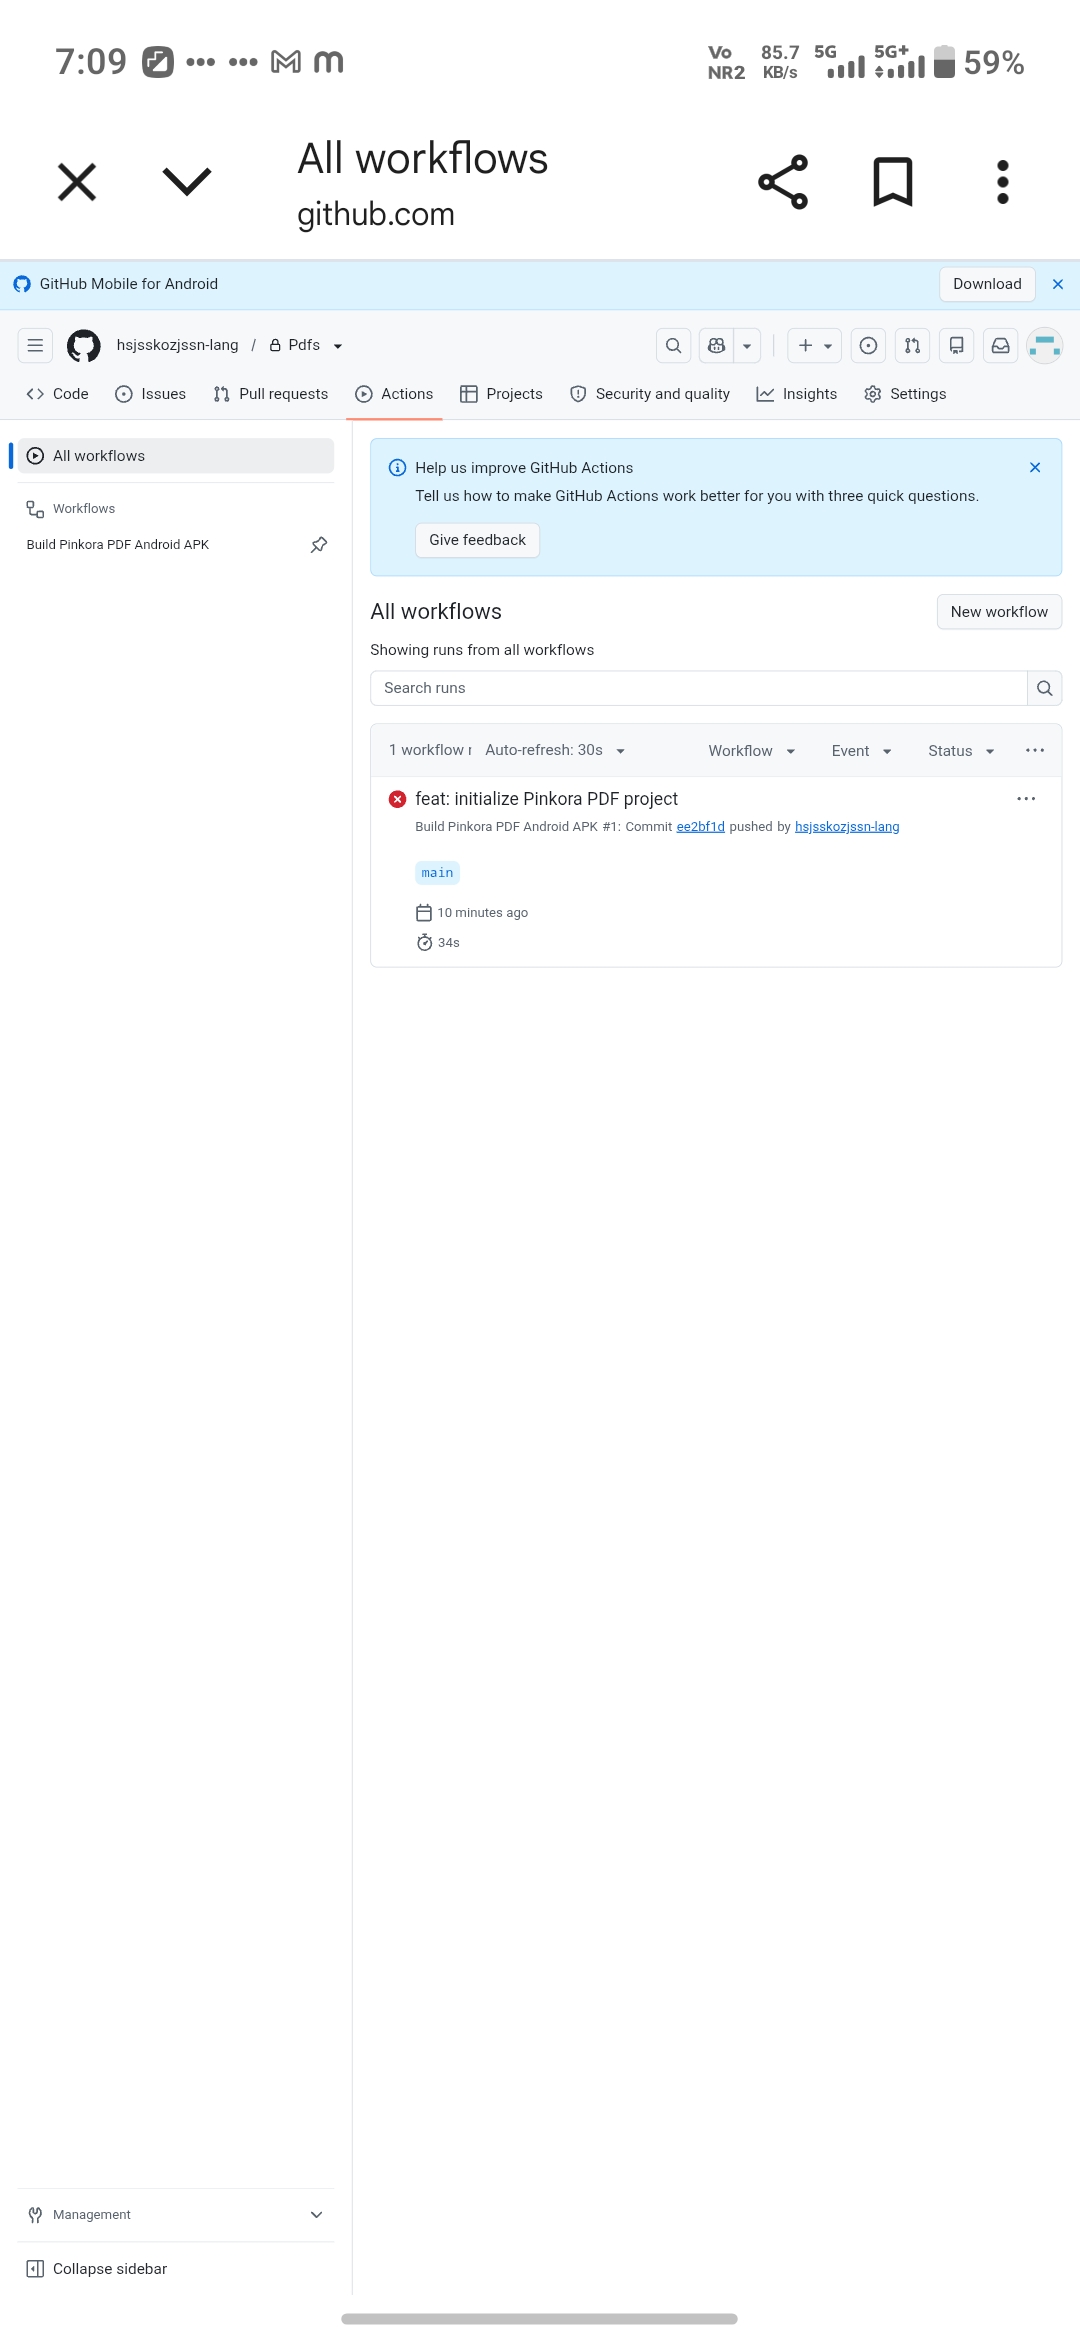 7:09
Vo
NR2
85.7
KB/s
5G
5G+
59%
All workflows
github.com
GitHub Mobile for Android
Download
hsjsskozjssn-lang / Pdfs
Code
Issues
Pull requests
Actions
Projects
Security and quality
Insights
Settings
All workflows
Workflows
Build Pinkora PDF Android APK
Help us improve GitHub Actions
Tell us how to make GitHub Actions work better for you with three quick questions.
Give feedback
All workflows
New workflow
Showing runs from all workflows
Search runs
1 workflow r
Auto-refresh: 30s
Workflow
Event
Status
feat: initialize Pinkora PDF project
Build Pinkora PDF Android APK #1: Commit ee2bf1d pushed by hsjsskozjssn-lang
main
10 minutes ago
34s
Management
Collapse sidebar